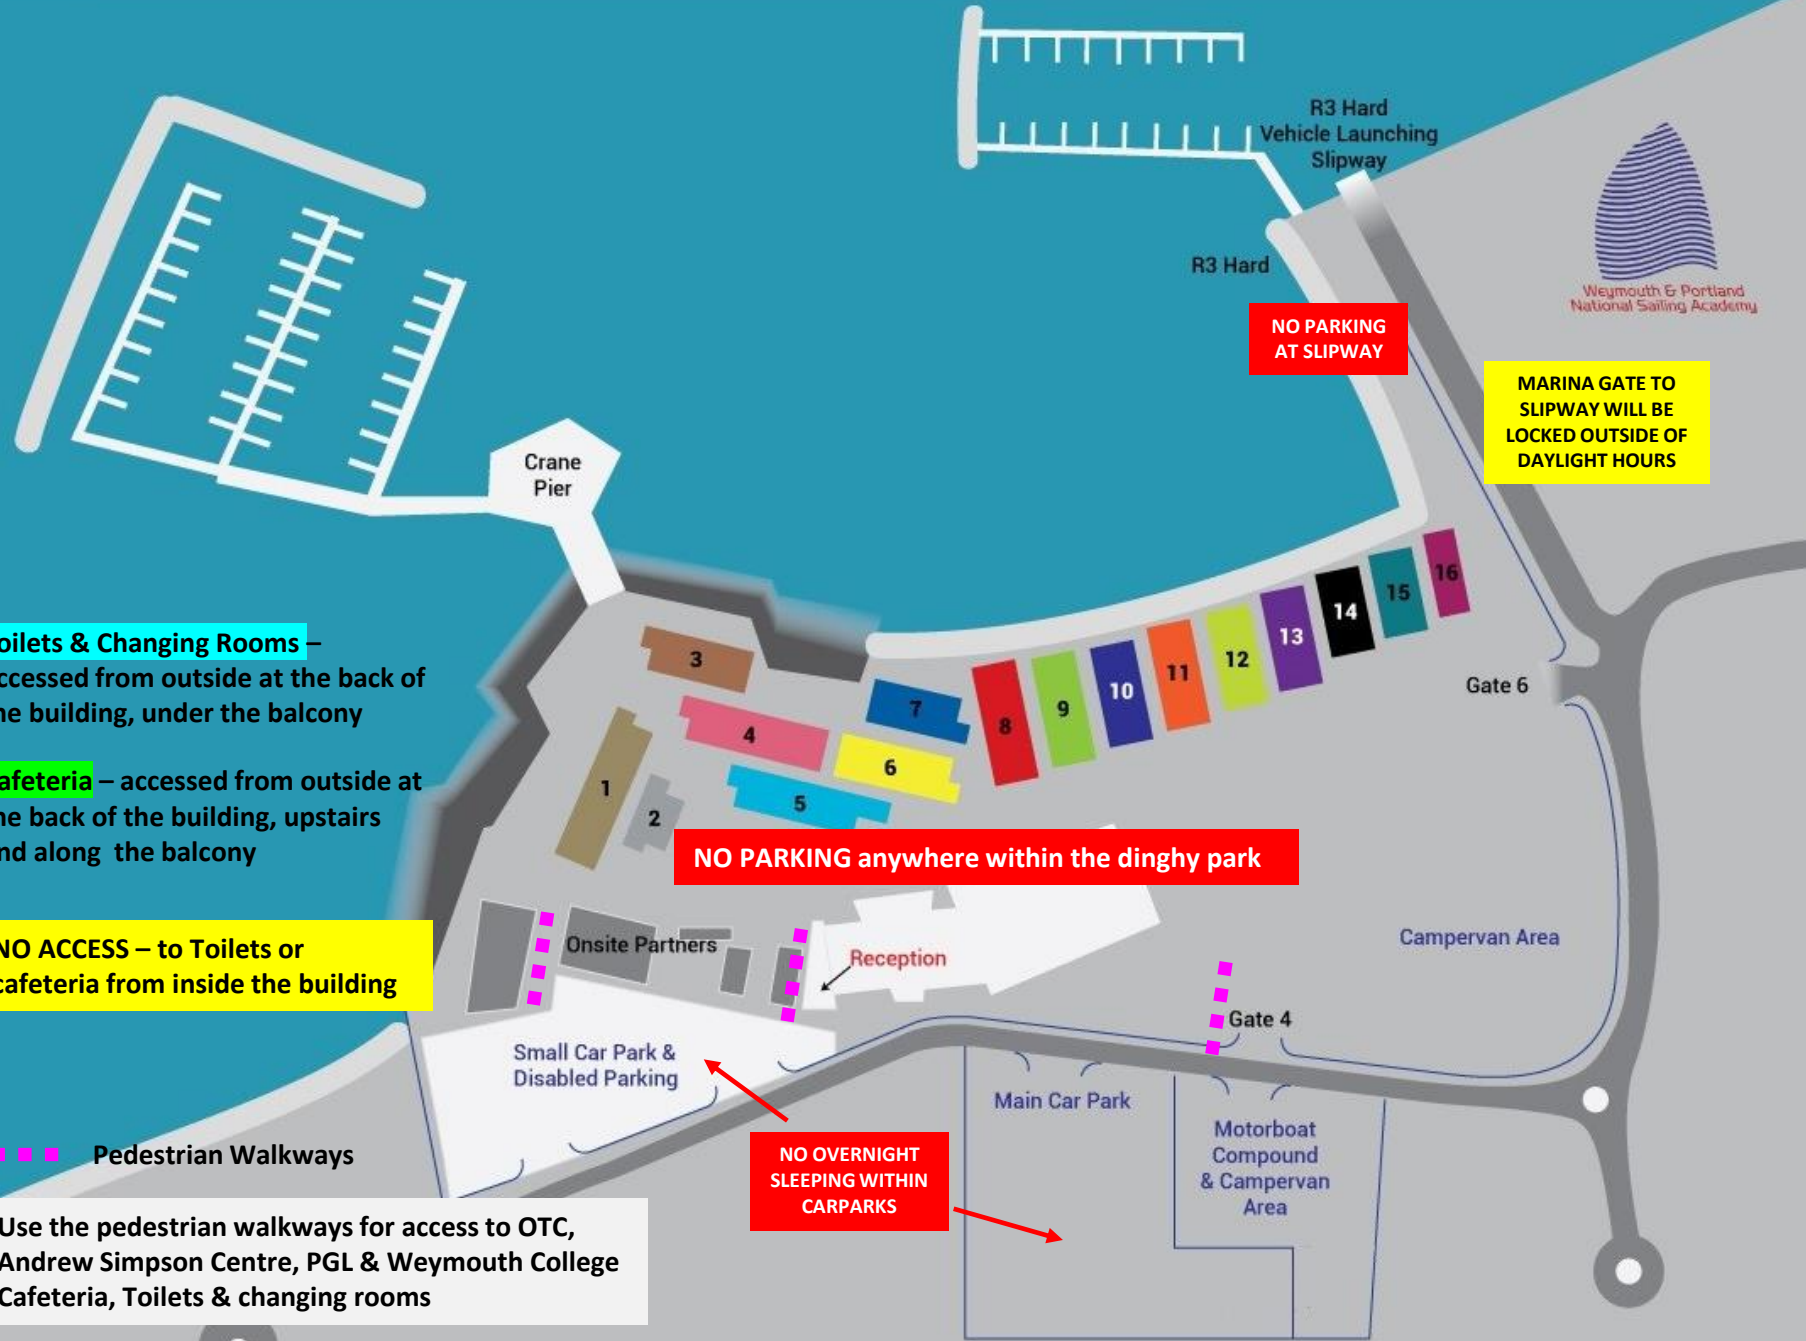 R3 Hard
Vehicle Launching
Slipway
R3 Hard
Weymouth & Portland
National Sailing Academy
NO PARKING
AT SLIPWAY
MARINA GATE TO
SLIPWAY WILL BE
LOCKED OUTSIDE OF
DAYLIGHT HOURS
Crane
Pier
16
15
14
13
12
11
10
9
8
7
6
5
4
3
2
1
Gate 6
oilets & Changing Rooms –
ccessed from outside at the back of
he building, under the balcony
afeteria – accessed from outside at
he back of the building, upstairs
nd along the balcony
NO PARKING anywhere within the dinghy park
NO ACCESS – to Toilets or
cafeteria from inside the building
Onsite Partners
Reception
Campervan Area
Gate 4
Small Car Park &
Disabled Parking
Main Car Park
Motorboat
Compound
& Campervan
Area
NO OVERNIGHT
SLEEPING WITHIN
CARPARKS
Pedestrian Walkways
Use the pedestrian walkways for access to OTC,
Andrew Simpson Centre, PGL & Weymouth College
Cafeteria, Toilets & changing rooms